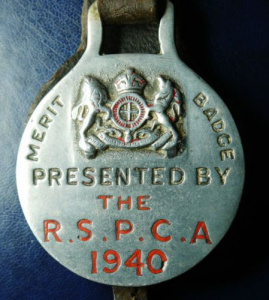 MERIT BADGE
PRESENTED BY
THE
R.S.P.C.A
1940